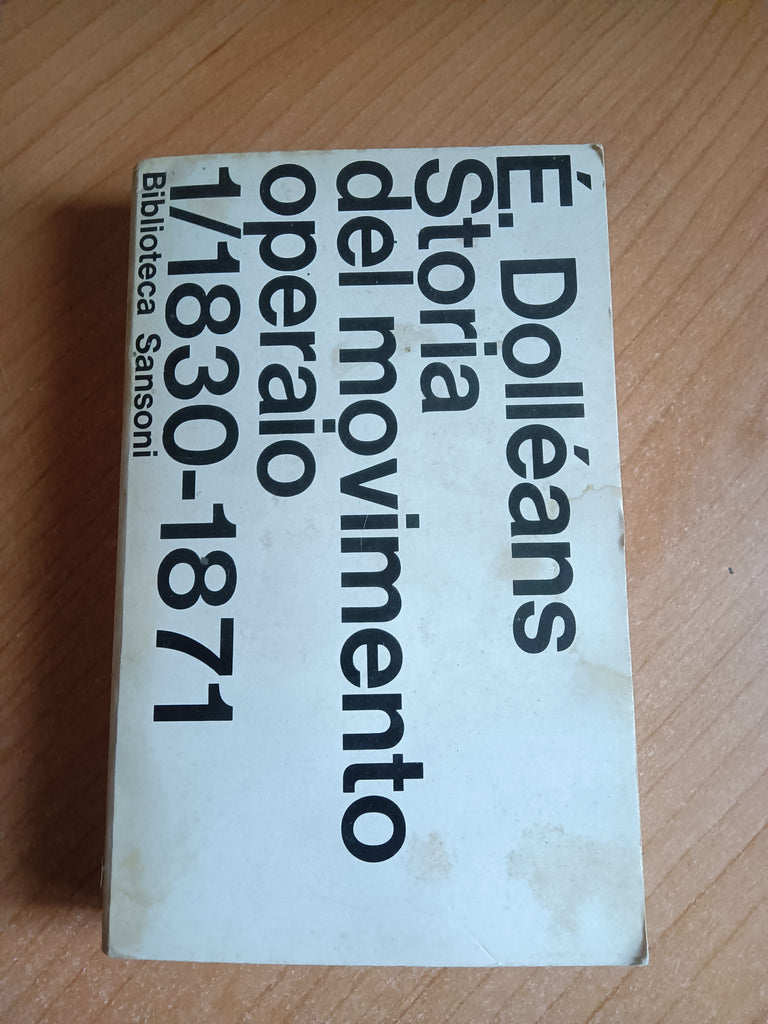 É. Dolléans
Storia
del movimento
operaio
1/1830-1871
Biblioteca Sansoni